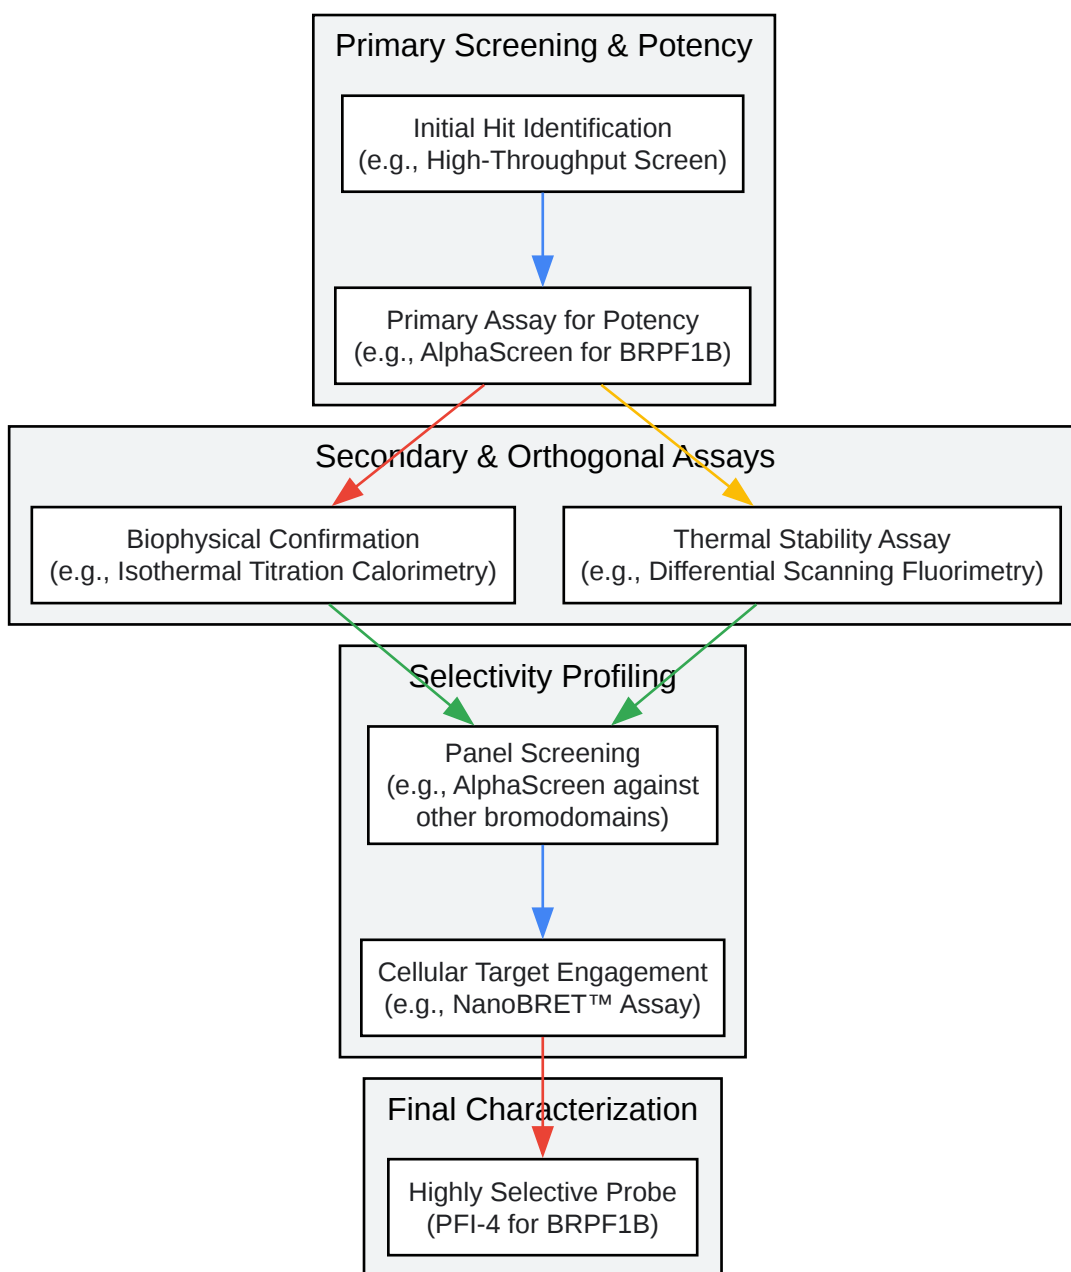 Primary Screening & Potency
Initial Hit Identification
(e.g., High-Throughput Screen)
Primary Assay for Potency
(e.g., AlphaScreen for BRPF1B)
Secondary & Orthogonal Assays
Biophysical Confirmation
(e.g., Isothermal Titration Calorimetry)
Thermal Stability Assay
(e.g., Differential Scanning Fluorimetry)
Selectivity Profiling
Panel Screening
(e.g., AlphaScreen against
other bromodomains)
Cellular Target Engagement
(e.g., NanoBRET™ Assay)
Final Characterization
Highly Selective Probe
(PFI-4 for BRPF1B)